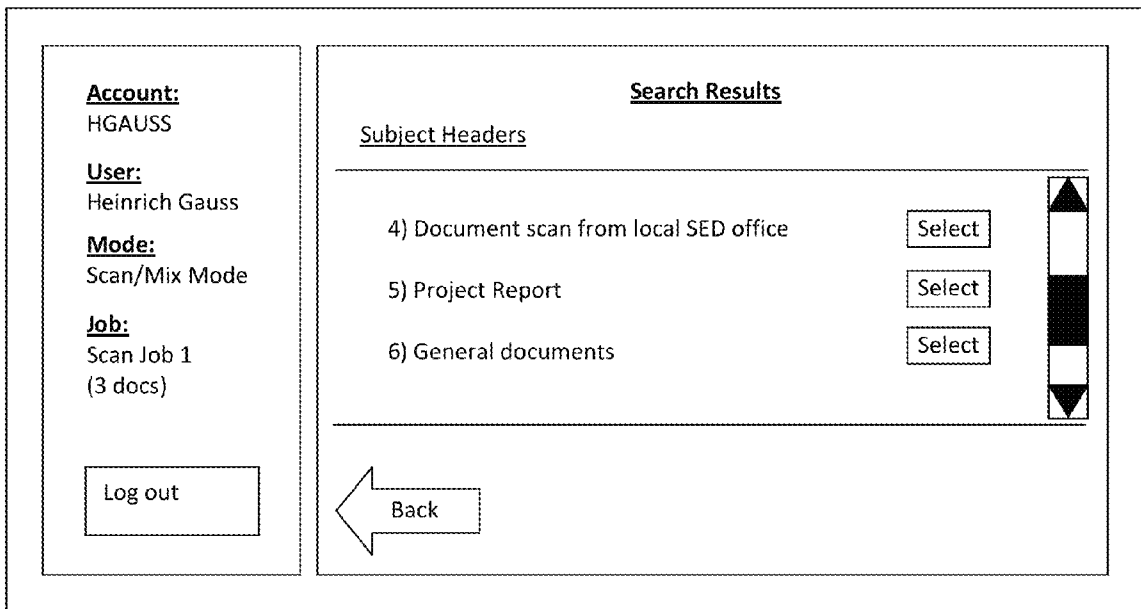 Account:
HGAUSS
User:
Heinrich Gauss
Mode:
Scan/Mix Mode
Job:
Scan Job 1
(3 docs)
Log out
Search Results
Subject Headers
4) Document scan from local SED office
Select
5) Project Report
Select
6) General documents
Select
Back